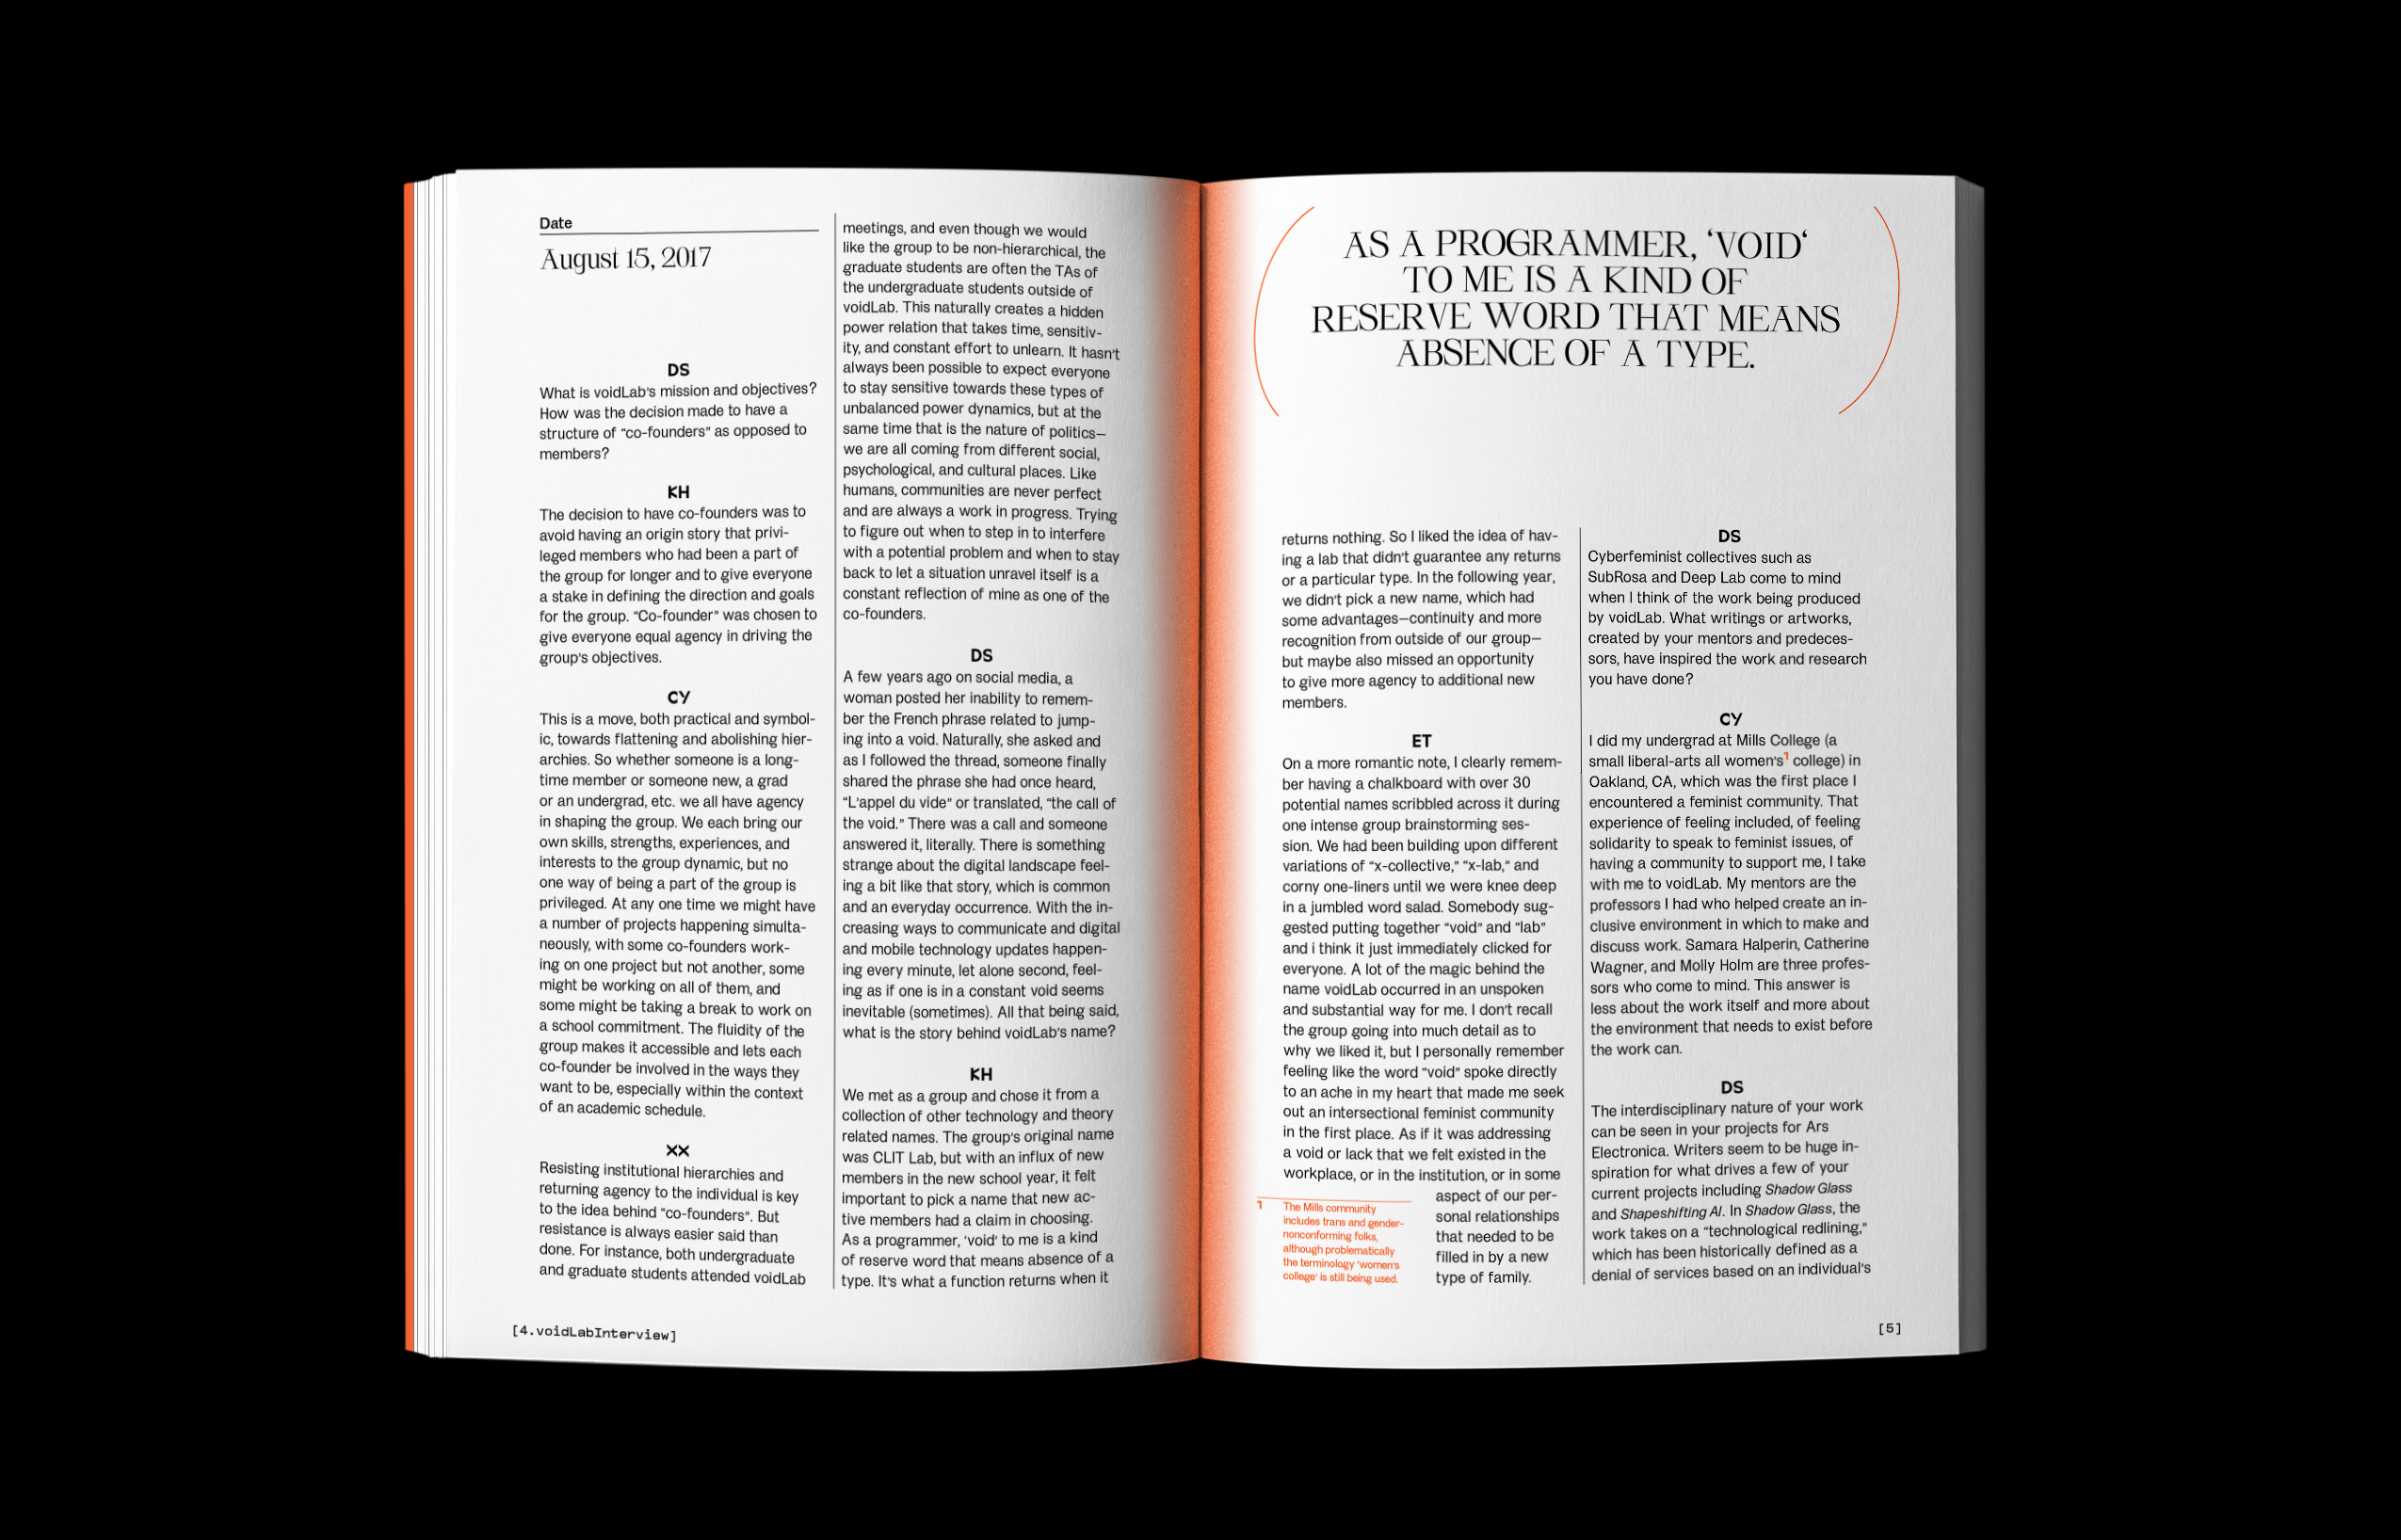 Date
August 15, 2017
DS
What is voidLab's mission and objectives?
How was the decision made to have a
structure of “co-founders” as opposed to
members?
KH
The decision to have co-founders was to
avoid having an origin story that privi-
leged members who had been a part of
the group for longer and to give everyone
a stake in defining the direction and goals
for the group. “Co-founder” was chosen to
give everyone equal agency in driving the
group's objectives.
CY
This is a move, both practical and symbol-
ic, towards flattening and abolishing hier-
archies. So whether someone is a long-
time member or someone new, a grad
or an undergrad, etc. we all have agency
in shaping the group. We each bring our
own skills, strengths, experiences, and
interests to the group dynamic, but no
one way of being a part of the group is
privileged. At any one time we might have
a number of projects happening simulta-
neously, with some co-founders work-
ing on one project but not another, some
might be working on all of them, and
some might be taking a break to work on
a school commitment. The fluidity of the
group makes it accessible and lets each
co-founder be involved in the ways they
want to be, especially within the context
of an academic schedule.
XX
Resisting institutional hierarchies and
returning agency to the individual is key
to the idea behind “co-founders”. But
resistance is always easier said than
done. For instance, both undergraduate
and graduate students attended voidLab
meetings, and even though we would
like the group to be non-hierarchical, the
graduate students are often the TAs of
the undergraduate students outside of
voidLab. This naturally creates a hidden
power relation that takes time, sensitiv-
ity, and constant effort to unlearn. It hasn't
always been possible to expect everyone
to stay sensitive towards these types of
unbalanced power dynamics, but at the
same time that is the nature of politics—
we are all coming from different social,
psychological, and cultural places. Like
humans, communities are never perfect
and are always a work in progress. Trying
to figure out when to step in to interfere
with a potential problem and when to stay
back to let a situation unravel itself is a
constant reflection of mine as one of the
co-founders.
DS
A few years ago on social media, a
woman posted her inability to remem-
ber the French phrase related to jump-
ing into a void. Naturally, she asked and
as I followed the thread, someone finally
shared the phrase she had once heard,
“L'appel du vide” or translated, “the call of
the void.” There was a call and someone
answered it, literally. There is something
strange about the digital landscape feel-
ing a bit like that story, which is common
and an everyday occurrence. With the in-
creasing ways to communicate and digital
and mobile technology updates happen-
ing every minute, let alone second, feel-
ing as if one is in a constant void seems
inevitable (sometimes). All that being said,
what is the story behind voidLab's name?
KH
We met as a group and chose it from a
collection of other technology and theory
related names. The group's original name
was CLIT Lab, but with an influx of new
members in the new school year, it felt
important to pick a name that new ac-
tive members had a claim in choosing.
As a programmer, ‘void’ to me is a kind
of reserve word that means absence of a
type. It's what a function returns when it
[4.voidLabInterview]
AS A PROGRAMMER, ‘VOID‘
TO ME IS A KIND OF
RESERVE WORD THAT MEANS
ABSENCE OF A TYPE.
returns nothing. So I liked the idea of hav-
ing a lab that didn't guarantee any returns
or a particular type. In the following year,
we didn't pick a new name, which had
some advantages—continuity and more
recognition from outside of our group—
but maybe also missed an opportunity
to give more agency to additional new
members.
ET
On a more romantic note, I clearly remem-
ber having a chalkboard with over 30
potential names scribbled across it during
one intense group brainstorming ses-
sion. We had been building upon different
variations of “x-collective,” “x-lab,” and
corny one-liners until we were knee deep
in a jumbled word salad. Somebody sug-
gested putting together “void” and “lab”
and i think it just immediately clicked for
everyone. A lot of the magic behind the
name voidLab occurred in an unspoken
and substantial way for me. I don't recall
the group going into much detail as to
why we liked it, but I personally remember
feeling like the word “void” spoke directly
to an ache in my heart that made me seek
out an intersectional feminist community
in the first place. As if it was addressing
a void or lack that we felt existed in the
workplace, or in the institution, or in some
aspect of our per-
sonal relationships
that needed to be
filled in by a new
type of family.
1 The Mills community
includes trans and gender-
nonconforming folks,
although problematically
the terminology ‘women's
college’ is still being used.
DS
Cyberfeminist collectives such as
SubRosa and Deep Lab come to mind
when I think of the work being produced
by voidLab. What writings or artworks,
created by your mentors and predeces-
sors, have inspired the work and research
you have done?
CY
I did my undergrad at Mills College (a
small liberal-arts all women's1 college) in
Oakland, CA, which was the first place I
encountered a feminist community. That
experience of feeling included, of feeling
solidarity to speak to feminist issues, of
having a community to support me, I take
with me to voidLab. My mentors are the
professors I had who helped create an in-
clusive environment in which to make and
discuss work. Samara Halperin, Catherine
Wagner, and Molly Holm are three profes-
sors who come to mind. This answer is
less about the work itself and more about
the environment that needs to exist before
the work can.
DS
The interdisciplinary nature of your work
can be seen in your projects for Ars
Electronica. Writers seem to be huge in-
spiration for what drives a few of your
current projects including Shadow Glass
and Shapeshifting AI. In Shadow Glass, the
work takes on a “technological redlining,”
which has been historically defined as a
denial of services based on an individual's
[5]